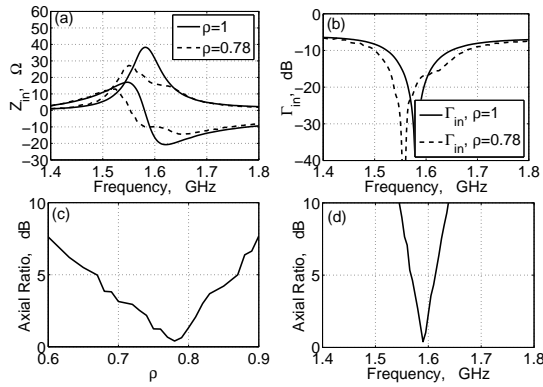 (a)
ρ=1
ρ=0.78
Z_in, Ω
60
50
40
30
20
10
0
−10
−20
−30
1.4 1.5 1.6 1.7 1.8
Frequency, GHz
(b)
Γ_in, ρ=1
Γ_in, ρ=0.78
Γ_in, dB
0
−10
−20
−30
−40
1.4 1.5 1.6 1.7 1.8
Frequency, GHz
(c)
Axial Ratio, dB
10
5
0
0.6 0.7 0.8 0.9
ρ
(d)
Axial Ratio, dB
10
5
0
1.4 1.5 1.6 1.7 1.8
Frequency, GHz